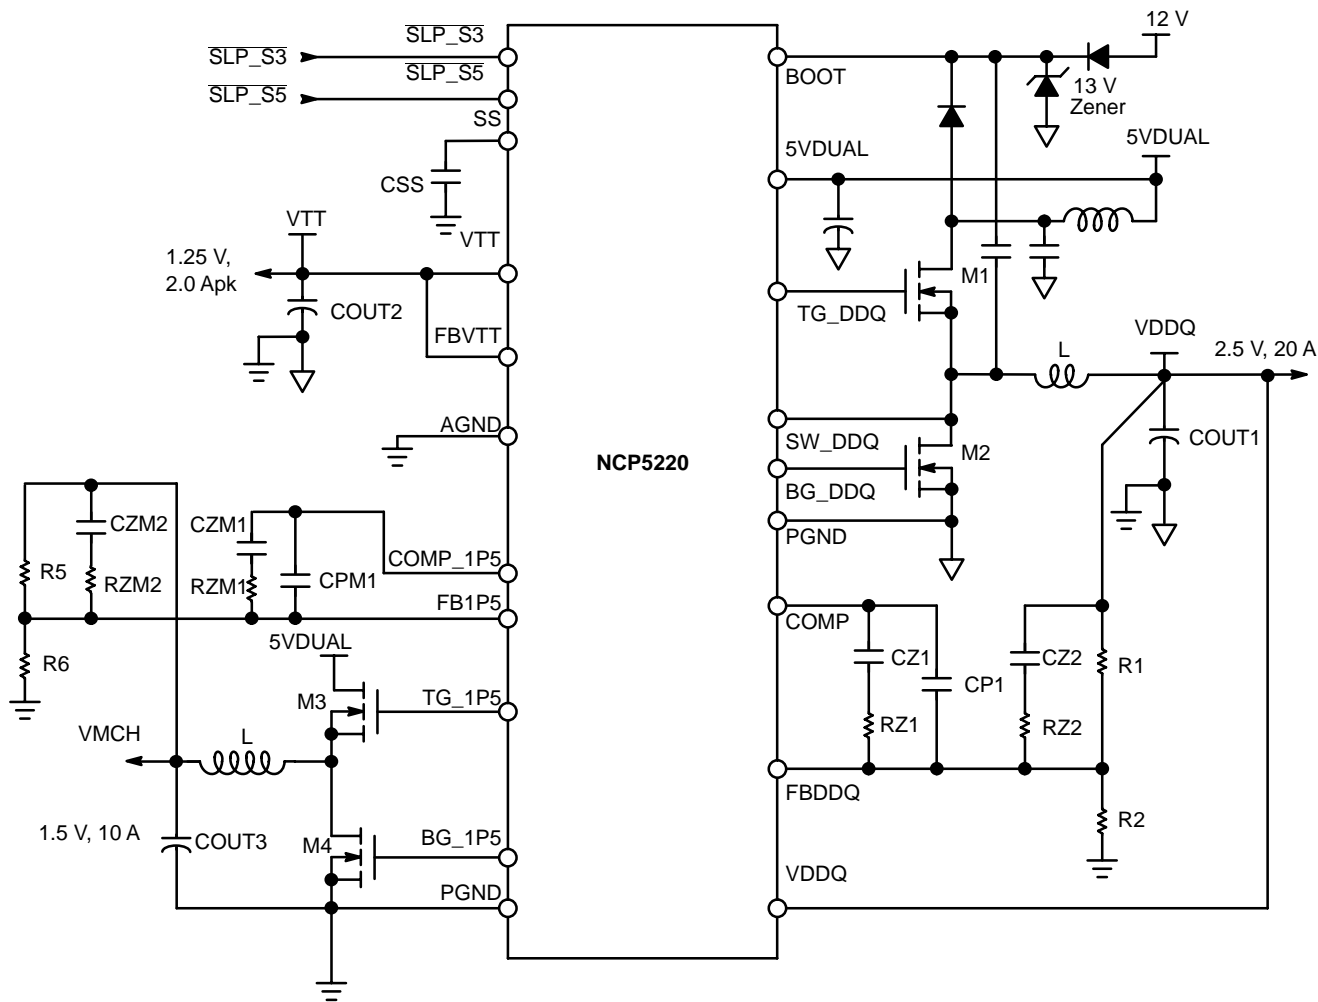 12 V
SLP_S3
SLP_S3
BOOT
13 V
Zener
SLP_S5
SLP_S5
SS
5VDUAL
5VDUAL
CSS
VTT
VTT
1.25 V,
2.0 Apk
COUT2
M1
TG_DDQ
FBVTT
VDDQ
L
2.5 V, 20 A
AGND
SW_DDQ
COUT1
NCP5220
M2
BG_DDQ
PGND
CZM2
CZM1
COMP_1P5
R5
RZM2
RZM1
CPM1
FB1P5
COMP
5VDUAL
R6
CZ1
CP1
CZ2
R1
M3
TG_1P5
RZ1
RZ2
VMCH
L
FBDDQ
R2
1.5 V, 10 A
COUT3
M4
BG_1P5
VDDQ
PGND